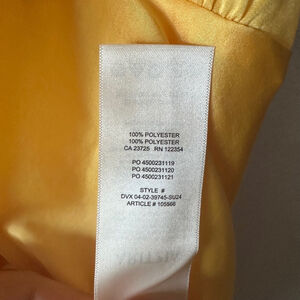 100% POLYESTER
100% POLYESTER
CA 23725 RN 122354
PO 4500231119
PO 4500231120
PO 4500231121
STYLE #
DVX 04-02-39745-SU24
ARTICLE # 105566